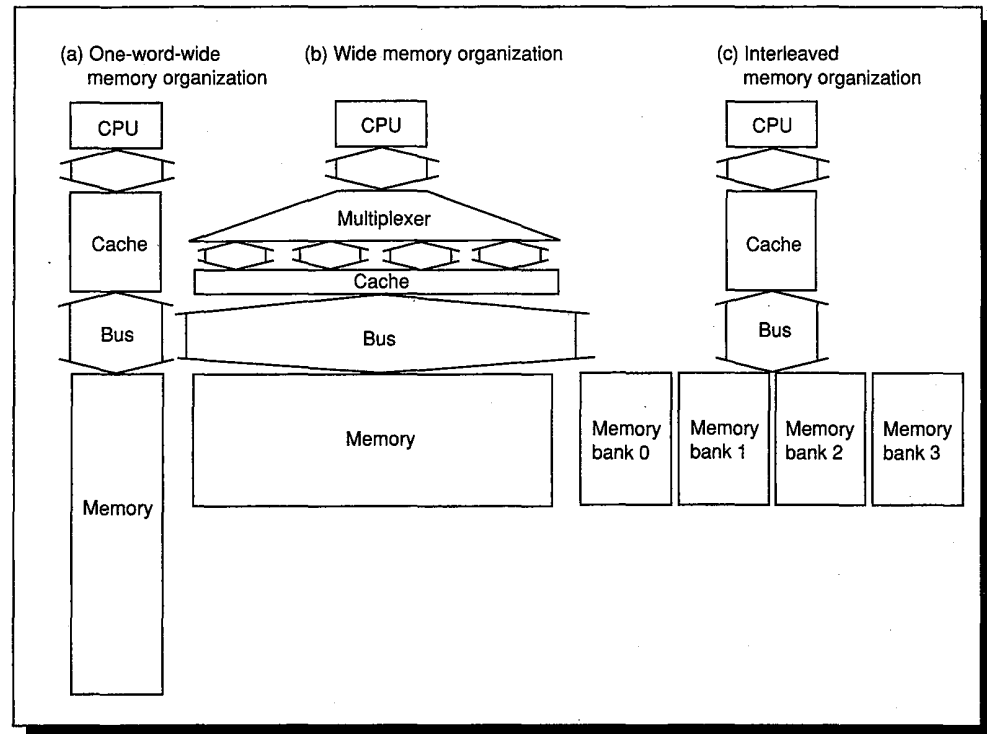 (a) One-word-wide
memory organization
CPU
Cache
Bus
Memory
(b) Wide memory organization
CPU
Multiplexer
Cache
Bus
Memory
(c) Interleaved
memory organization
CPU
Cache
Bus
Memory
bank 0
Memory
bank 1
Memory
bank 2
Memory
bank 3